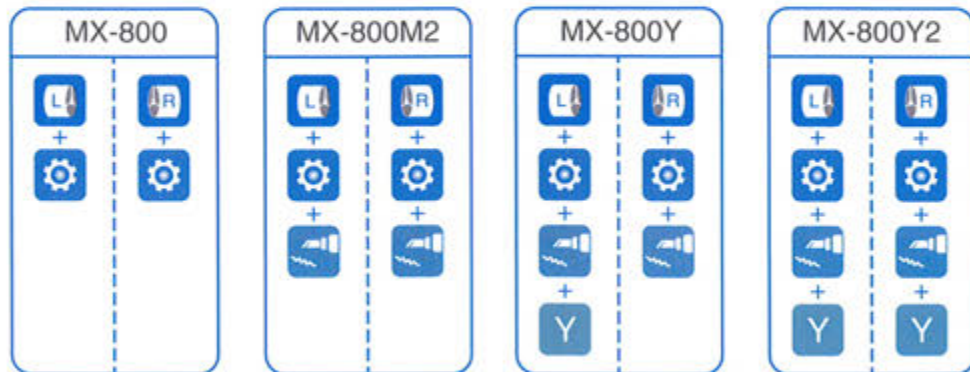 MX-800
L R
+ +
MX-800M2
L R
+ +
+ +
MX-800Y
L R
+ +
+ +
+
Y
MX-800Y2
L R
+ +
+ +
+ +
Y Y